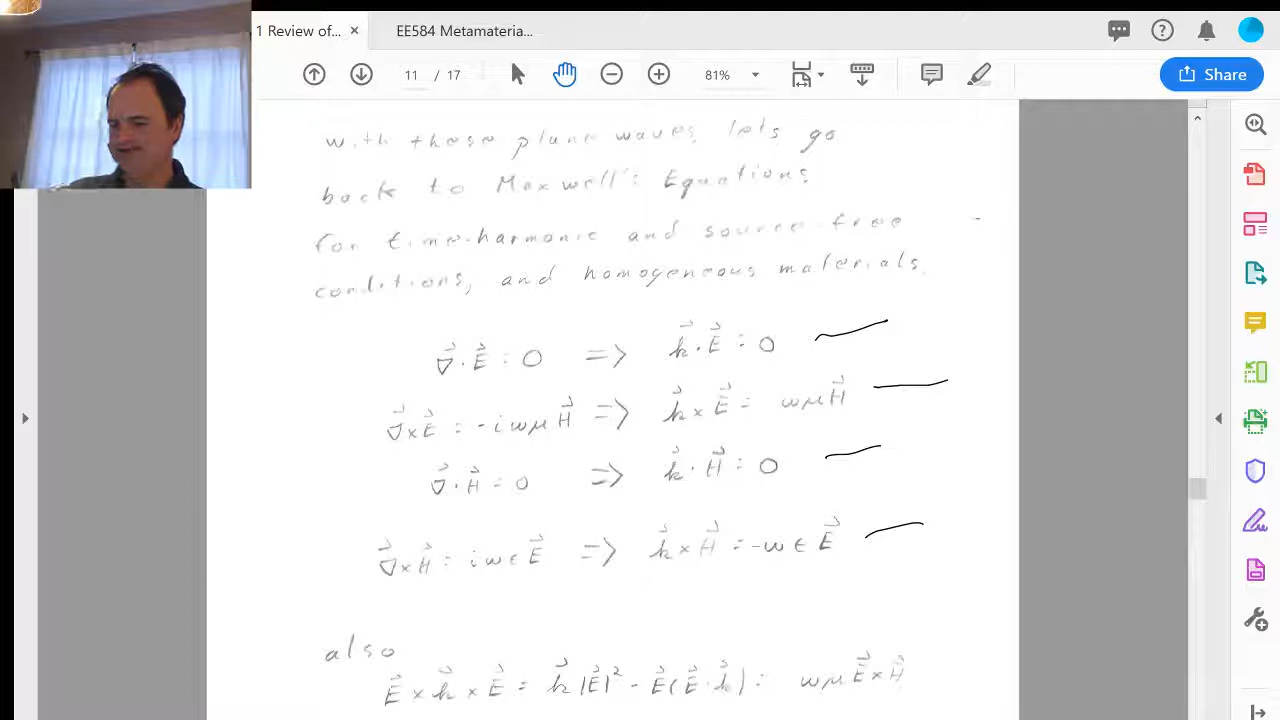 1 Review of...
EE584 Metamateria...
11 / 17
81%
Share
with these plane waves, lets go
back to Maxwell's Equations
for time-harmonic and source-free
conditions, and homogeneous materials.
∇⃗·E⃗ = 0 => k⃗·E⃗ = 0
∇⃗×E⃗ = -iωμH⃗ => k⃗×E⃗ = ωμH⃗
∇⃗·H⃗ = 0 => k⃗·H⃗ = 0
∇⃗×H⃗ = iωεE⃗ => k⃗×H⃗ = -ωεE⃗
also
E⃗×k⃗×E⃗ = k⃗|E⃗|² - E⃗(E⃗·k⃗) = ωμE⃗×H⃗